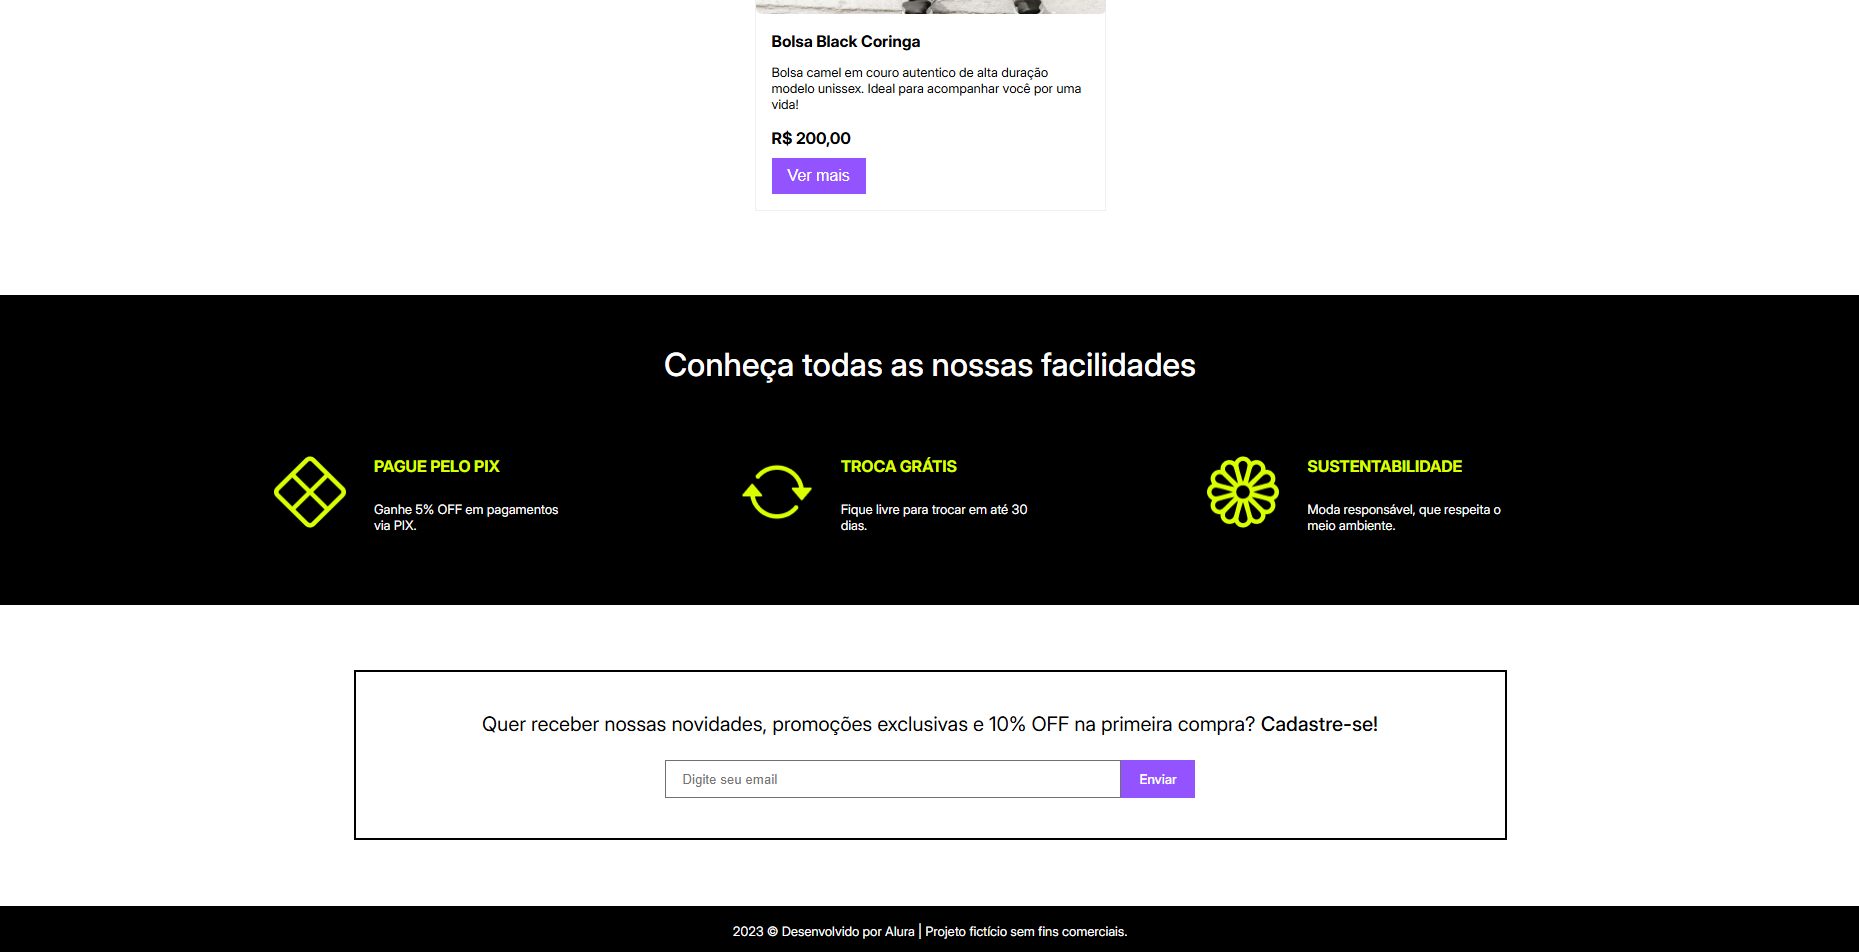 Bolsa Black Coringa
Bolsa camel em couro autentico de alta duração
modelo unissex. Ideal para acompanhar você por uma
vida!
R$ 200,00
Ver mais
Conheça todas as nossas facilidades
PAGUE PELO PIX
Ganhe 5% OFF em pagamentos
via PIX.
TROCA GRÁTIS
Fique livre para trocar em até 30
dias.
SUSTENTABILIDADE
Moda responsável, que respeita o
meio ambiente.
Quer receber nossas novidades, promoções exclusivas e 10% OFF na primeira compra? Cadastre-se!
Digite seu email
Enviar
2023 © Desenvolvido por Alura | Projeto fictício sem fins comerciais.